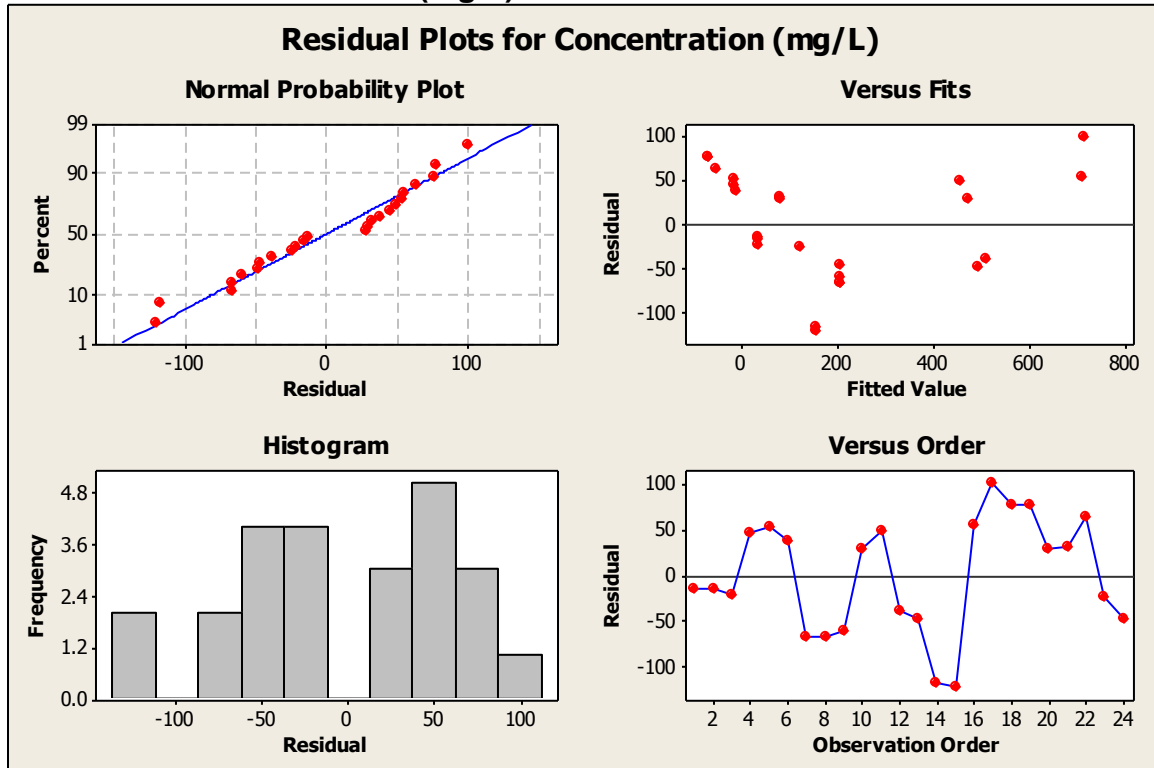 Residual Plots for Concentration (mg/L)
Normal Probability Plot
99
90
50
10
1
Percent
-100 0 100
Residual
Versus Fits
100
50
0
-50
-100
Residual
0 200 400 600 800
Fitted Value
Histogram
4.8
3.6
2.4
1.2
0.0
Frequency
-100 -50 0 50 100
Residual
Versus Order
100
50
0
-50
-100
Residual
2 4 6 8 10 12 14 16 18 20 22 24
Observation Order